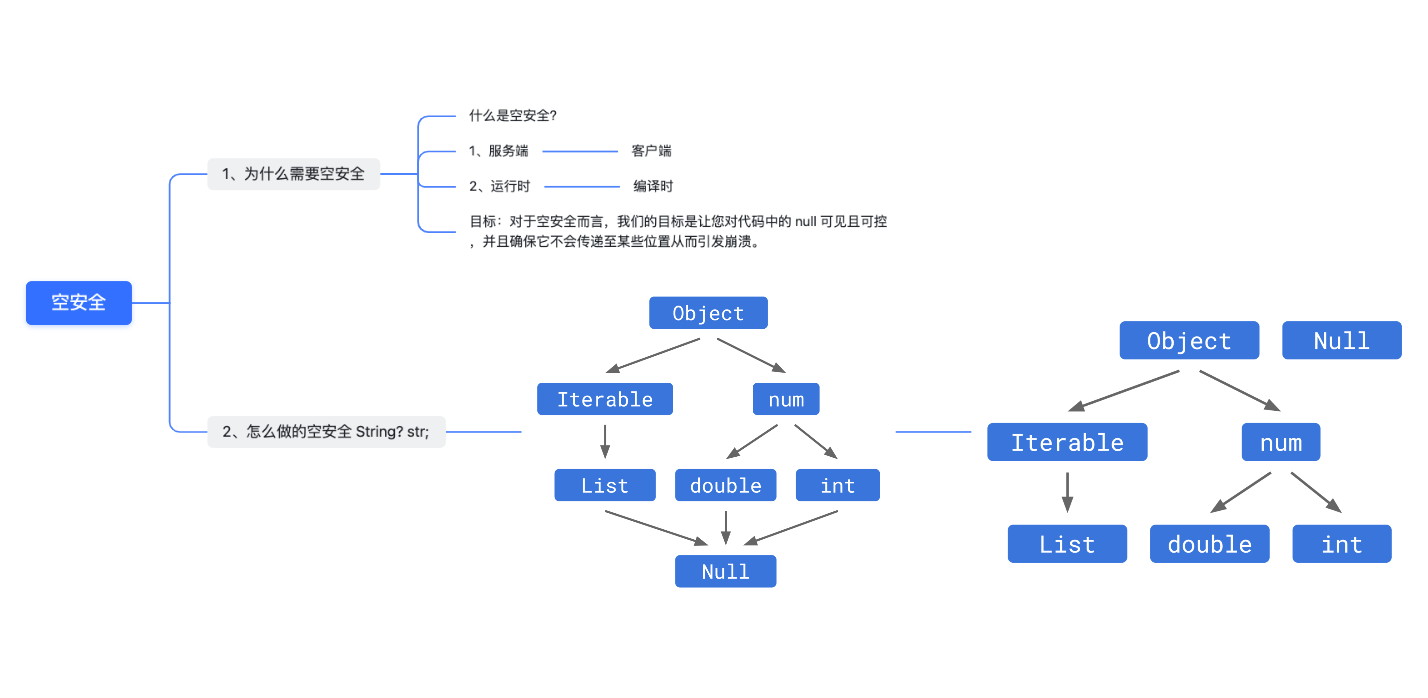 什么是空安全?
1、服务端
客户端
1、为什么需要空安全
2、运行时
编译时
目标：对于空安全而言，我们的目标是让您对代码中的 null 可见且可控
，并且确保它不会传递至某些位置从而引发崩溃。
空安全
2、怎么做的空安全 String? str;
Object
Iterable
num
List
double
int
Null
Object
Null
Iterable
num
List
double
int